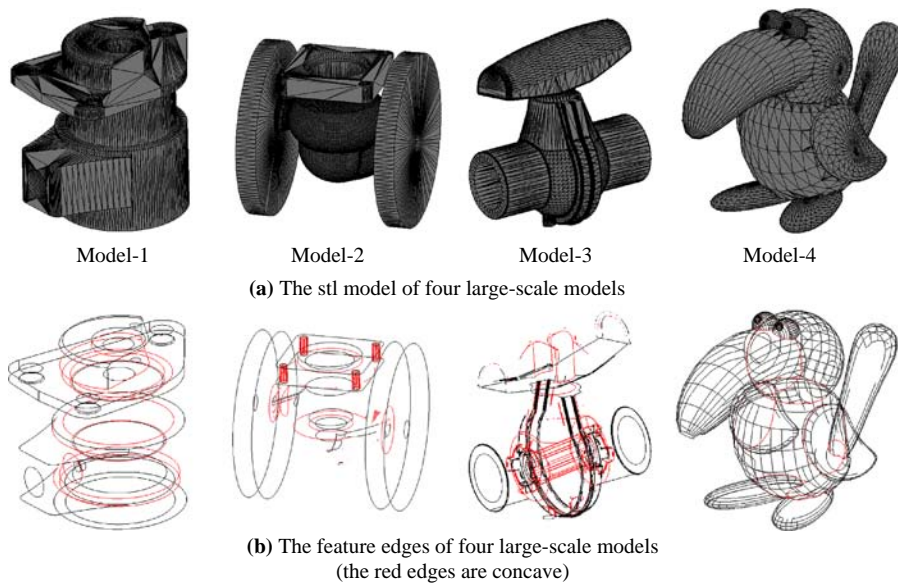 Model-1 Model-2 Model-3 Model-4
(a) The stl model of four large-scale models
(b) The feature edges of four large-scale models
(the red edges are concave)